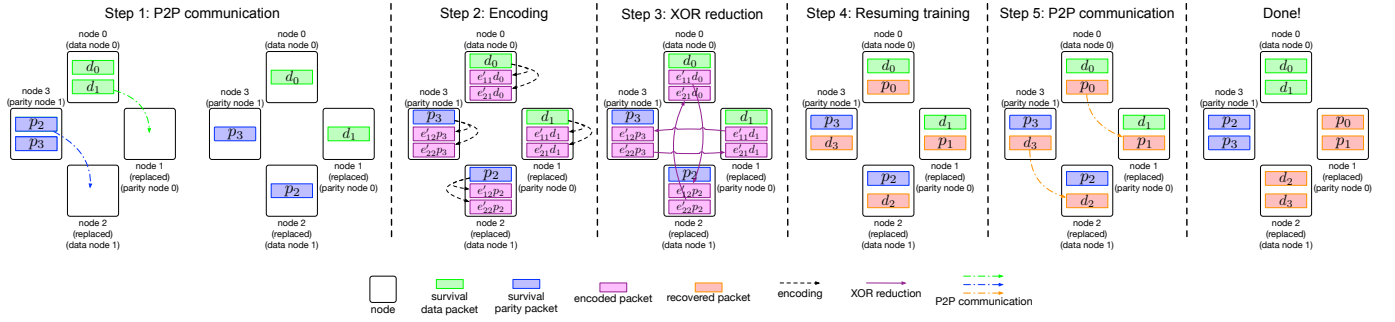 Step 1: P2P communication
node 0
(data node 0)
d₀
d₁
node 3
(parity node 1)
p₂
p₃
node 1
(replaced)
(parity node 0)
node 2
(replaced)
(data node 1)
node 0
(data node 0)
d₀
node 3
(parity node 1)
p₃
d₁
node 1
(replaced)
(parity node 0)
p₂
node 2
(replaced)
(data node 1)
Step 2: Encoding
node 0
(data node 0)
d₀
e′₁₁d₀
e′₂₁d₀
node 3
(parity node 1)
p₃
e′₁₂p₃
e′₂₂p₃
d₁
e′₁₁d₁
e′₂₁d₁
node 1
(replaced)
(parity node 0)
p₂
e′₁₂p₂
e′₂₂p₂
node 2
(replaced)
(data node 1)
Step 3: XOR reduction
node 0
(data node 0)
d₀
e′₁₁d₀
e′₂₁d₀
node 3
(parity node 1)
p₃
e′₁₂p₃
e′₂₂p₃
d₁
e′₁₁d₁
e′₂₁d₁
node 1
(replaced)
(parity node 0)
p₂
e′₁₂p₂
e′₂₂p₂
node 2
(replaced)
(data node 1)
Step 4: Resuming training
node 0
(data node 0)
d₀
p₀
node 3
(parity node 1)
p₃
d₃
d₁
p₁
node 1
(replaced)
(parity node 0)
p₂
d₂
node 2
(replaced)
(data node 1)
Step 5: P2P communication
node 0
(data node 0)
d₀
p₀
node 3
(parity node 1)
p₃
d₃
d₁
p₁
node 1
(replaced)
(parity node 0)
p₂
d₂
node 2
(replaced)
(data node 1)
Done!
node 0
(data node 0)
d₀
d₁
node 3
(parity node 1)
p₂
p₃
p₀
p₁
node 1
(replaced)
(parity node 0)
d₂
d₃
node 2
(replaced)
(data node 1)
node
survival
data packet
survival
parity packet
encoded packet
recovered packet
encoding
XOR reduction
P2P communication